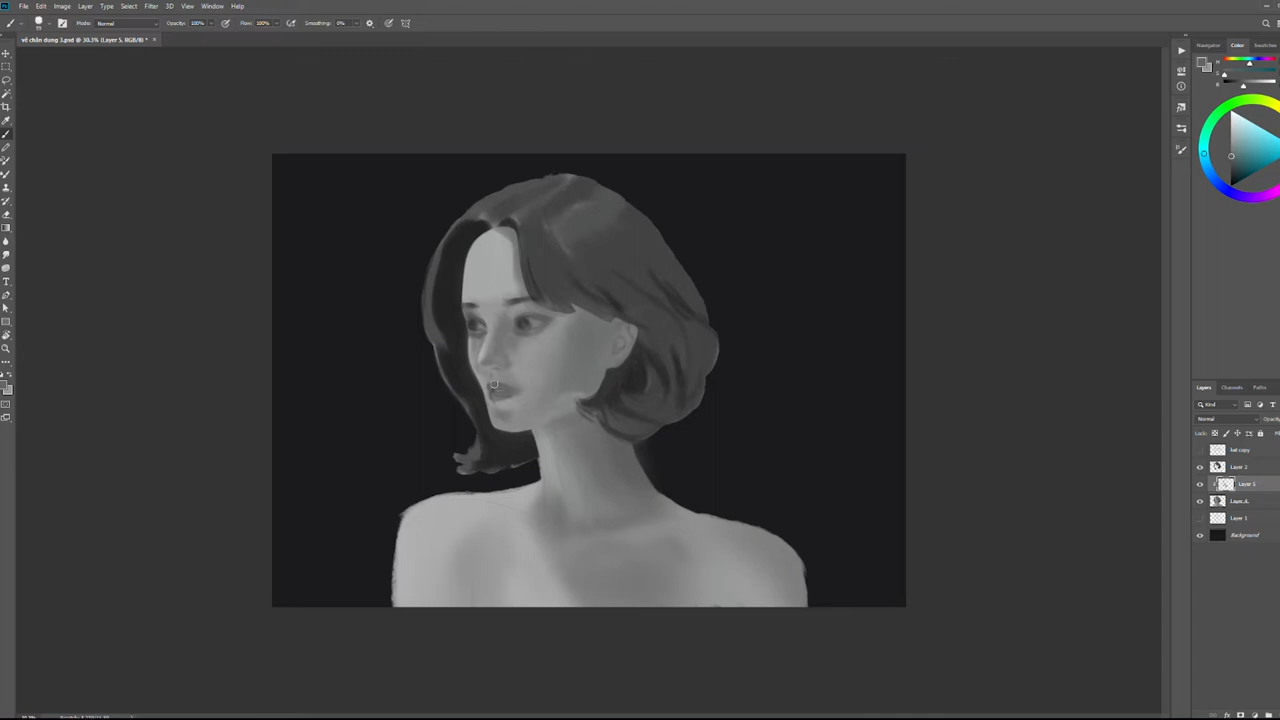 File Edit Image Layer Type Select Filter 3D View Window Help
Mode: Normal Opacity: 100% Flow: 100% Smoothing: 0%
vẽ chân dung 3.psd @ 30.3% (Layer 5, RGB/8) *
Navigator Color Swatches
H
S
B
Layers Channels Paths
Kind
Normal Opacity
Lock:
Fill
Layer 2
Layer 5
Layer 1
Background